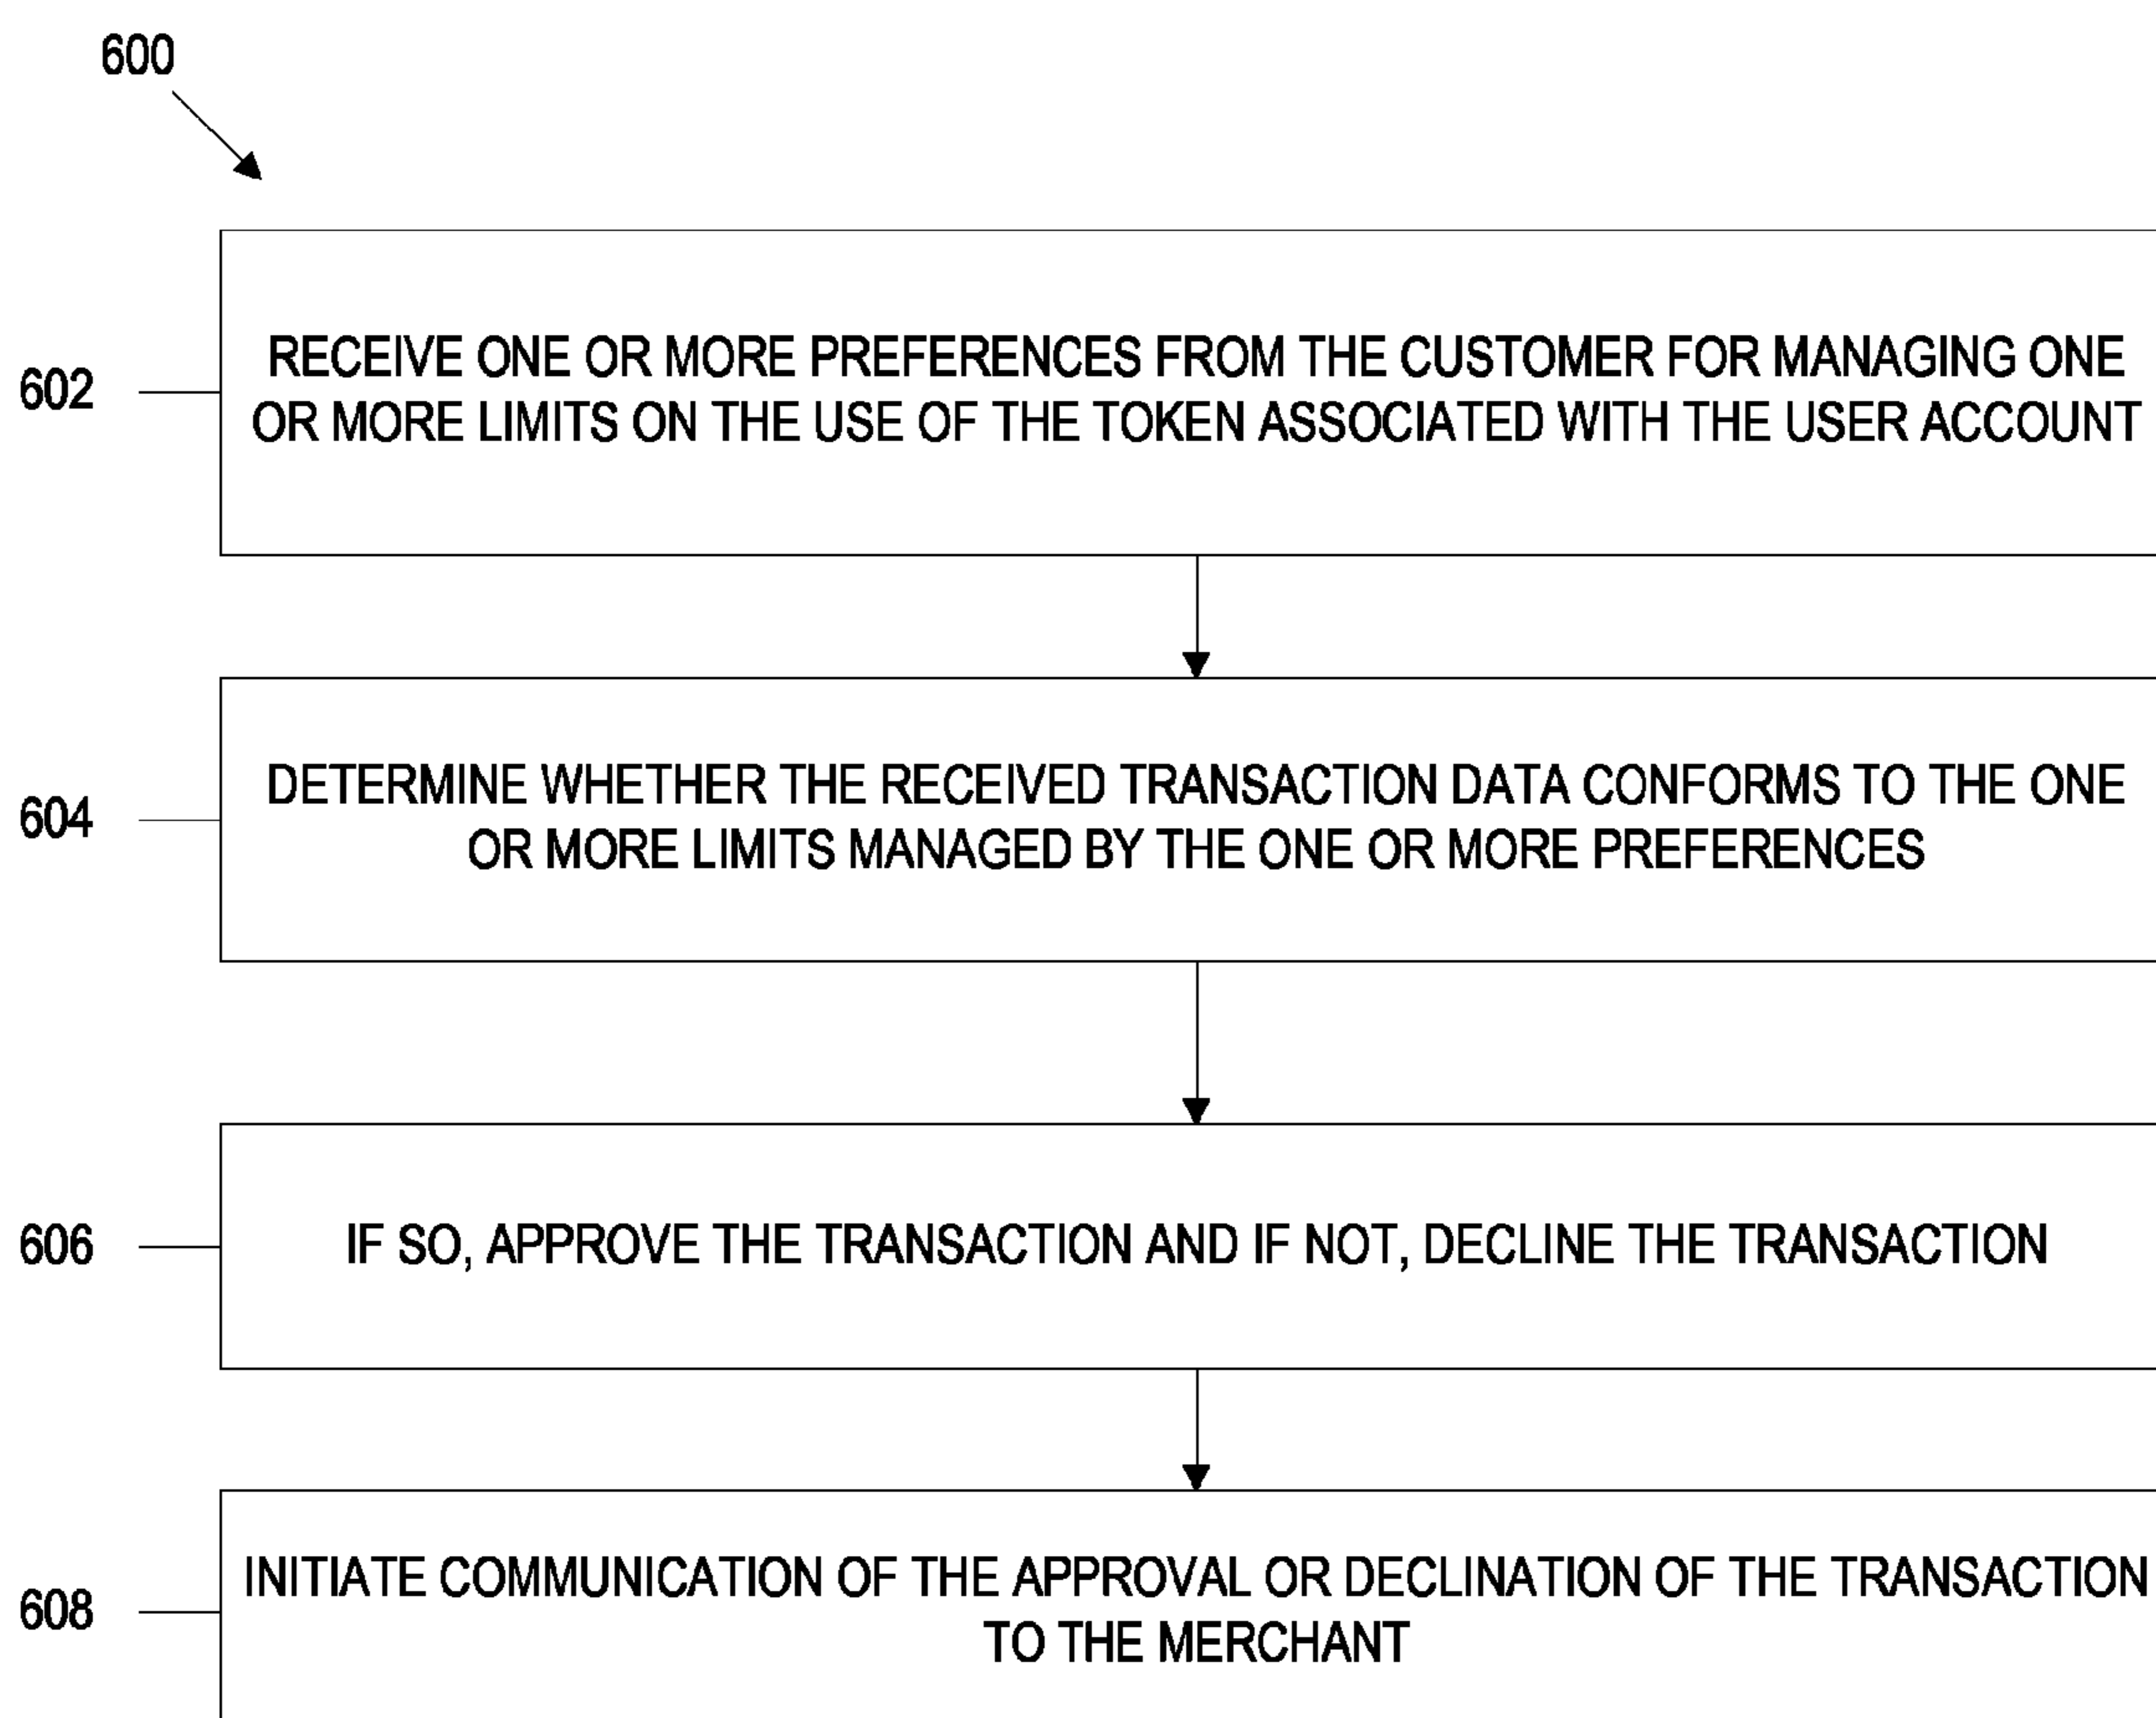 600
602
RECEIVE ONE OR MORE PREFERENCES FROM THE CUSTOMER FOR MANAGING ONE
OR MORE LIMITS ON THE USE OF THE TOKEN ASSOCIATED WITH THE USER ACCOUNT
604
DETERMINE WHETHER THE RECEIVED TRANSACTION DATA CONFORMS TO THE ONE
OR MORE LIMITS MANAGED BY THE ONE OR MORE PREFERENCES
606
IF SO, APPROVE THE TRANSACTION AND IF NOT, DECLINE THE TRANSACTION
608
INITIATE COMMUNICATION OF THE APPROVAL OR DECLINATION OF THE TRANSACTION
TO THE MERCHANT